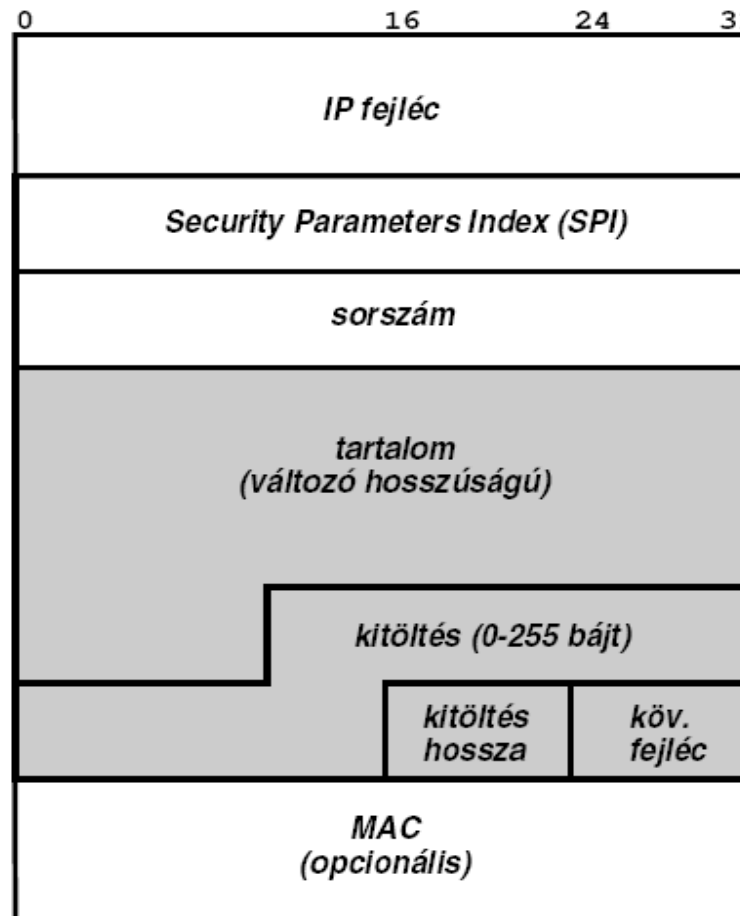 0 16 24 3
IP fejléc
Security Parameters Index (SPI)
sorszám
tartalom
(változó hosszúságú)
kitöltés (0-255 bájt)
kitöltés
hossza
köv.
fejléc
MAC
(opcionális)